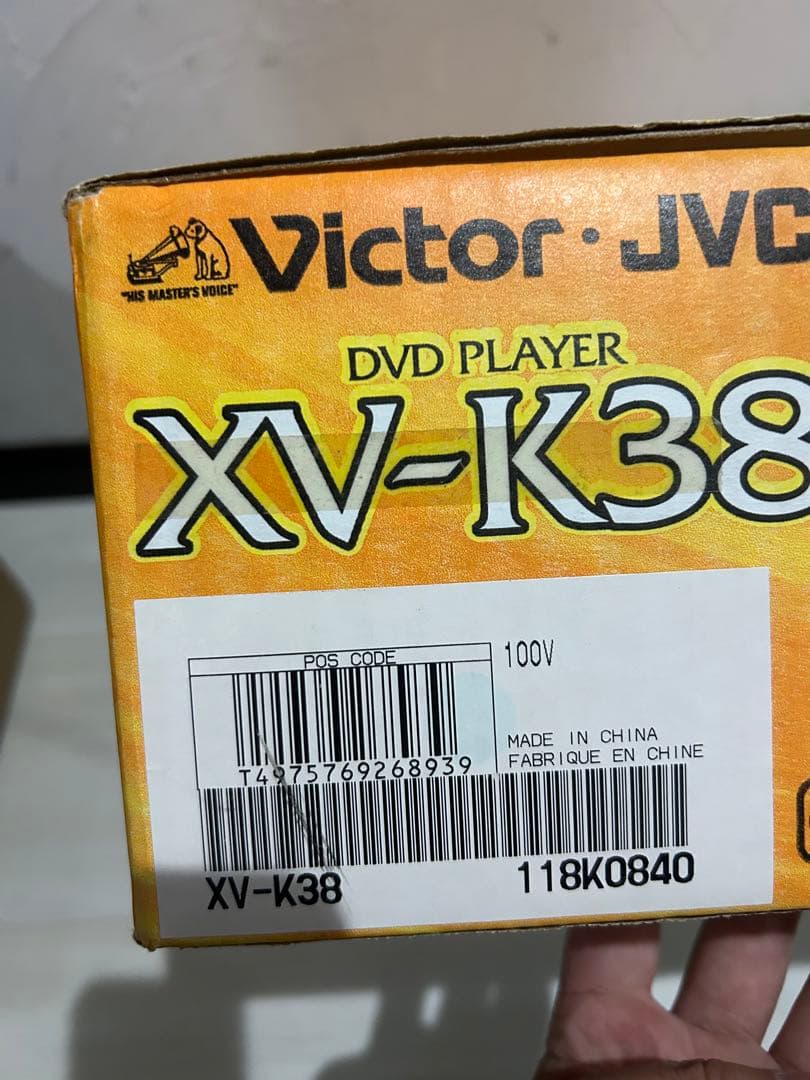 Victor・JVC
"HIS MASTER'S VOICE"
DVD PLAYER
XV-K38
POS CODE
100V
T4975769268939
MADE IN CHINA
FABRIQUE EN CHINE
XV-K38
118K0840